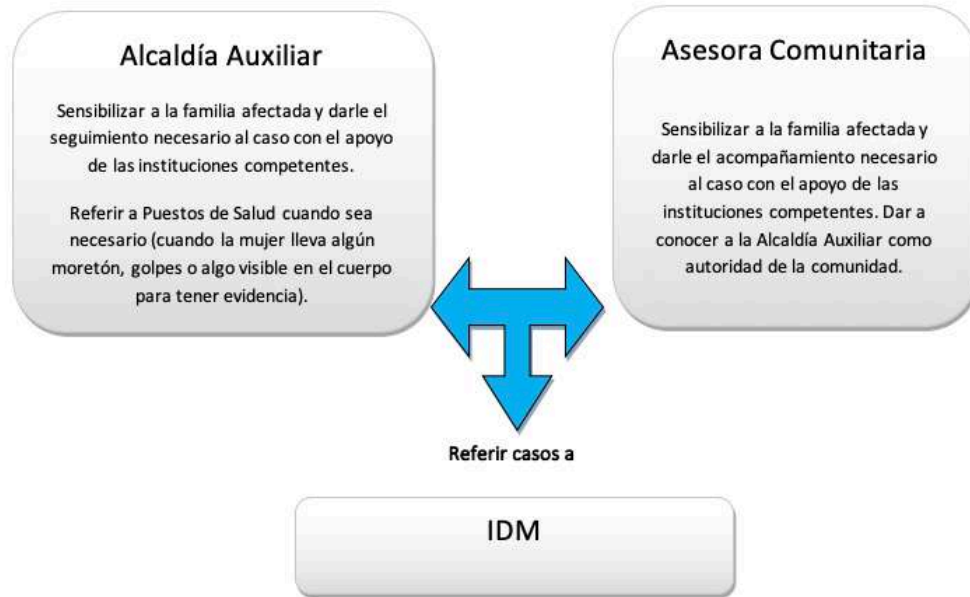 Alcaldía Auxiliar
Sensibilizar a la familia afectada y darle el
seguimiento necesario al caso con el apoyo
de las instituciones competentes.
Referir a Puestos de Salud cuando sea
necesario (cuando la mujer lleva algún
moretón, golpes o algo visible en el cuerpo
para tener evidencia).
Asesora Comunitaria
Sensibilizar a la familia afectada y
darle el acompañamiento necesario
al caso con el apoyo de las
instituciones competentes. Dar a
conocer a la Alcaldía Auxiliar como
autoridad de la comunidad.
Referir casos a
IDM